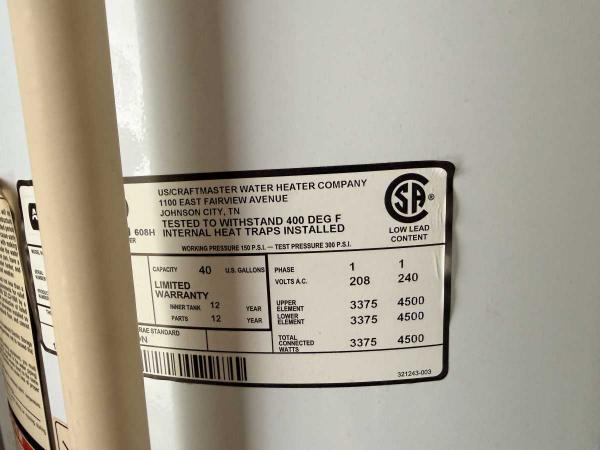 US/CRAFTMASTER WATER HEATER COMPANY
1100 EAST FAIRVIEW AVENUE
JOHNSON CITY, TN
TESTED TO WITHSTAND 400 DEG F
608H INTERNAL HEAT TRAPS INSTALLED
SA ®
LOW LEAD
CONTENT
WORKING PRESSURE 150 P.S.I. — TEST PRESSURE 300 P.S.I.
CAPACITY 40 U.S. GALLONS
LIMITED
WARRANTY
INNER TANK 12 YEAR
PARTS 12 YEAR
RAE STANDARD
PHASE 1 1
VOLTS A.C. 208 240
UPPER
ELEMENT 3375 4500
LOWER
ELEMENT 3375 4500
TOTAL
CONNECTED
WATTS 3375 4500
321243-003